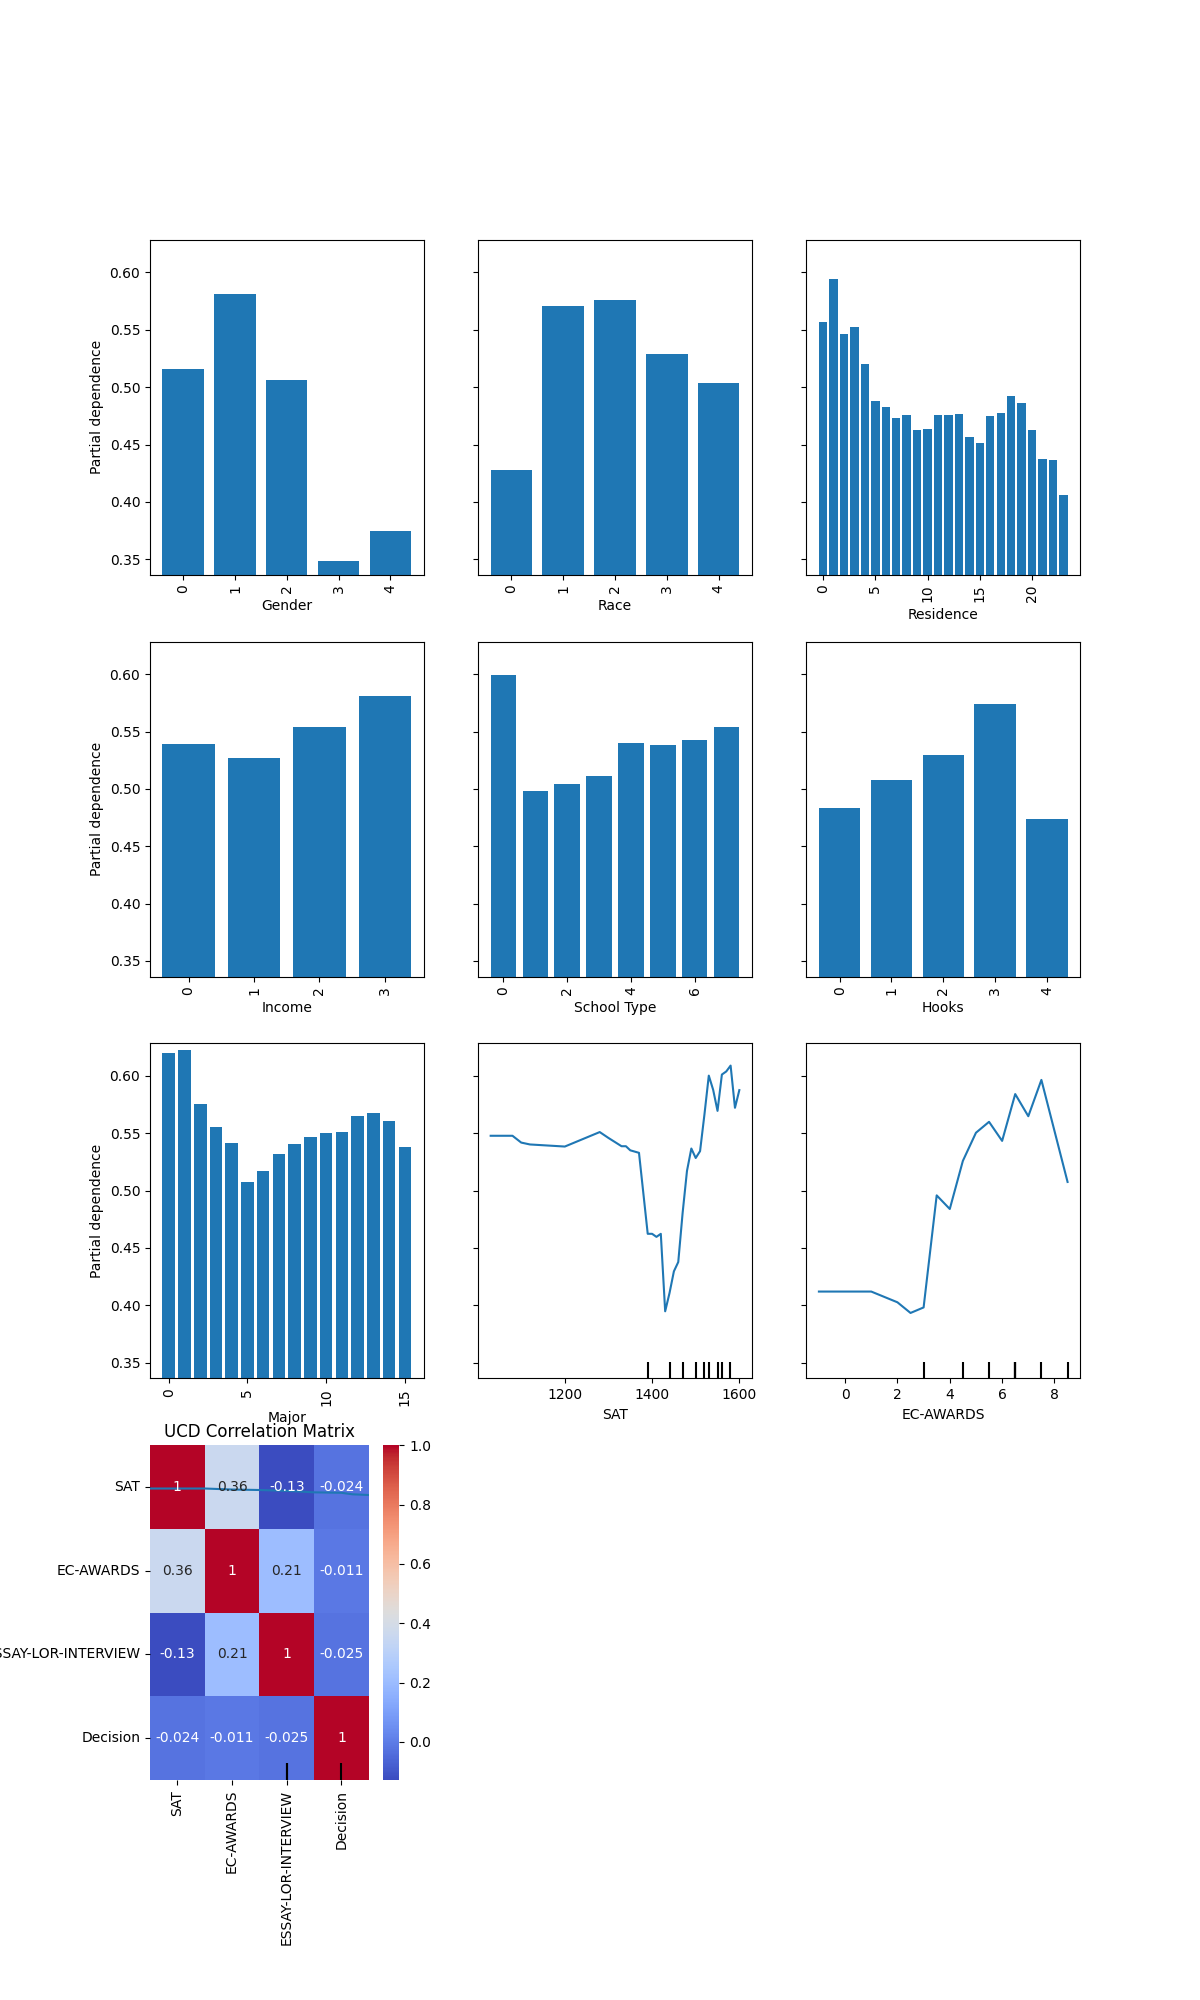 0.60
0.55
0.50
0.45
0.40
0.35
Partial dependence
0 1 2 3 4
Gender
0 1 2 3 4
Race
0 5 10 15 20
Residence
0.60
0.55
0.50
0.45
0.40
0.35
Partial dependence
0 1 2 3
Income
0 2 4 6
School Type
0 1 2 3 4
Hooks
0.60
0.55
0.50
0.45
0.40
0.35
Partial dependence
0 5 10 15
Major
1200 1400 1600
SAT
0 2 4 6 8
EC-AWARDS
UCD Correlation Matrix
SAT 1 0.36 -0.13 -0.024
EC-AWARDS 0.36 1 0.21 -0.011
SSAY-LOR-INTERVIEW -0.13 0.21 1 -0.025
Decision -0.024 -0.011 -0.025 1
SAT
EC-AWARDS
ESSAY-LOR-INTERVIEW
Decision
1.0
0.8
0.6
0.4
0.2
0.0